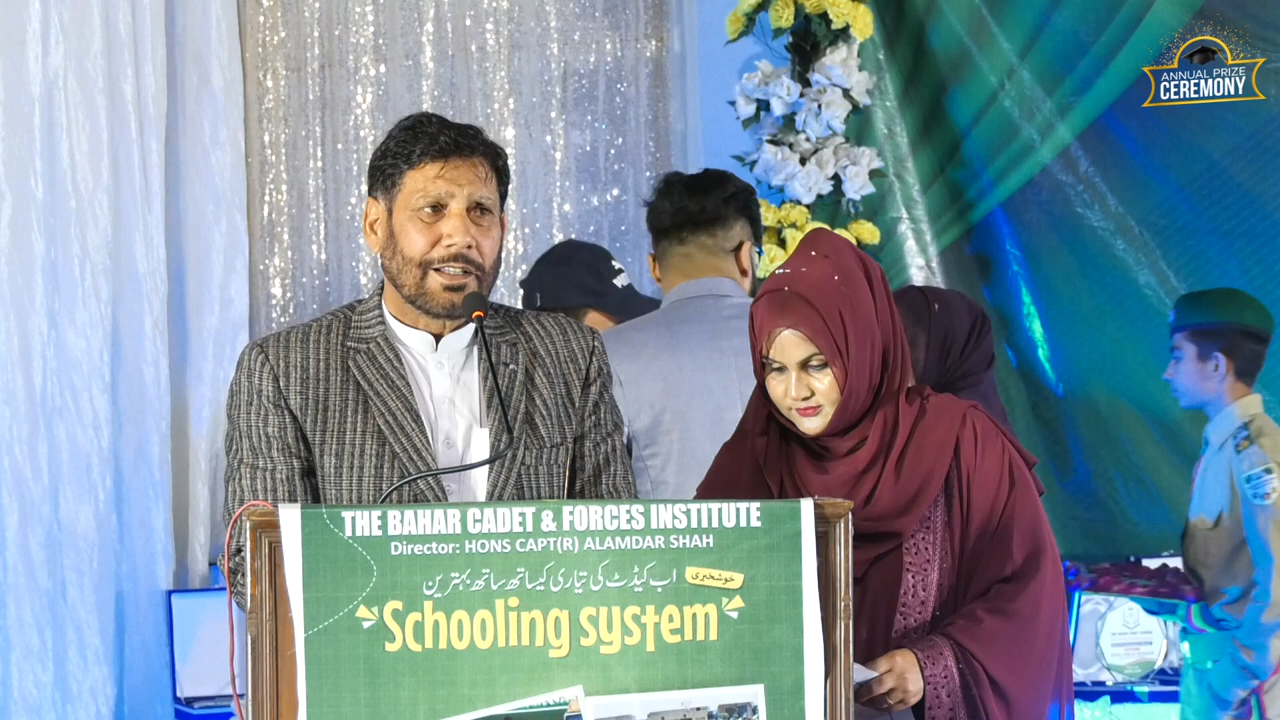 ANNUAL PRIZE
CEREMONY
THE BAHAR CADET & FORCES INSTITUTE
Director: HONS CAPT(R) ALAMDAR SHAH
خوشخبری
اب کیڈٹ کی تیاری کیساتھ ساتھ بہترین
Schooling system